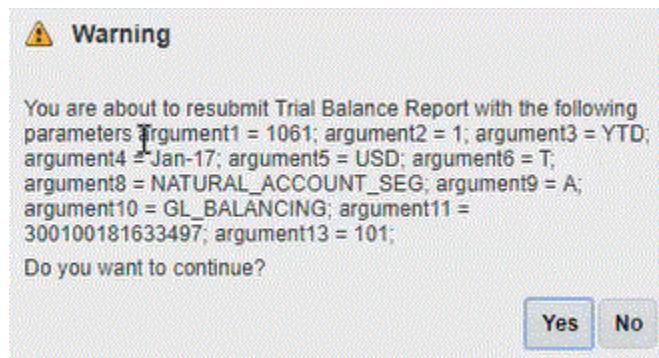 Warning
You are about to resubmit Trial Balance Report with the following
parameters argument1 = 1061; argument2 = 1; argument3 = YTD;
argument4 = Jan-17; argument5 = USD; argument6 = T;
argument8 = NATURAL_ACCOUNT_SEG; argument9 = A;
argument10 = GL_BALANCING; argument11 =
300100181633497; argument13 = 101;
Do you want to continue?
Yes No